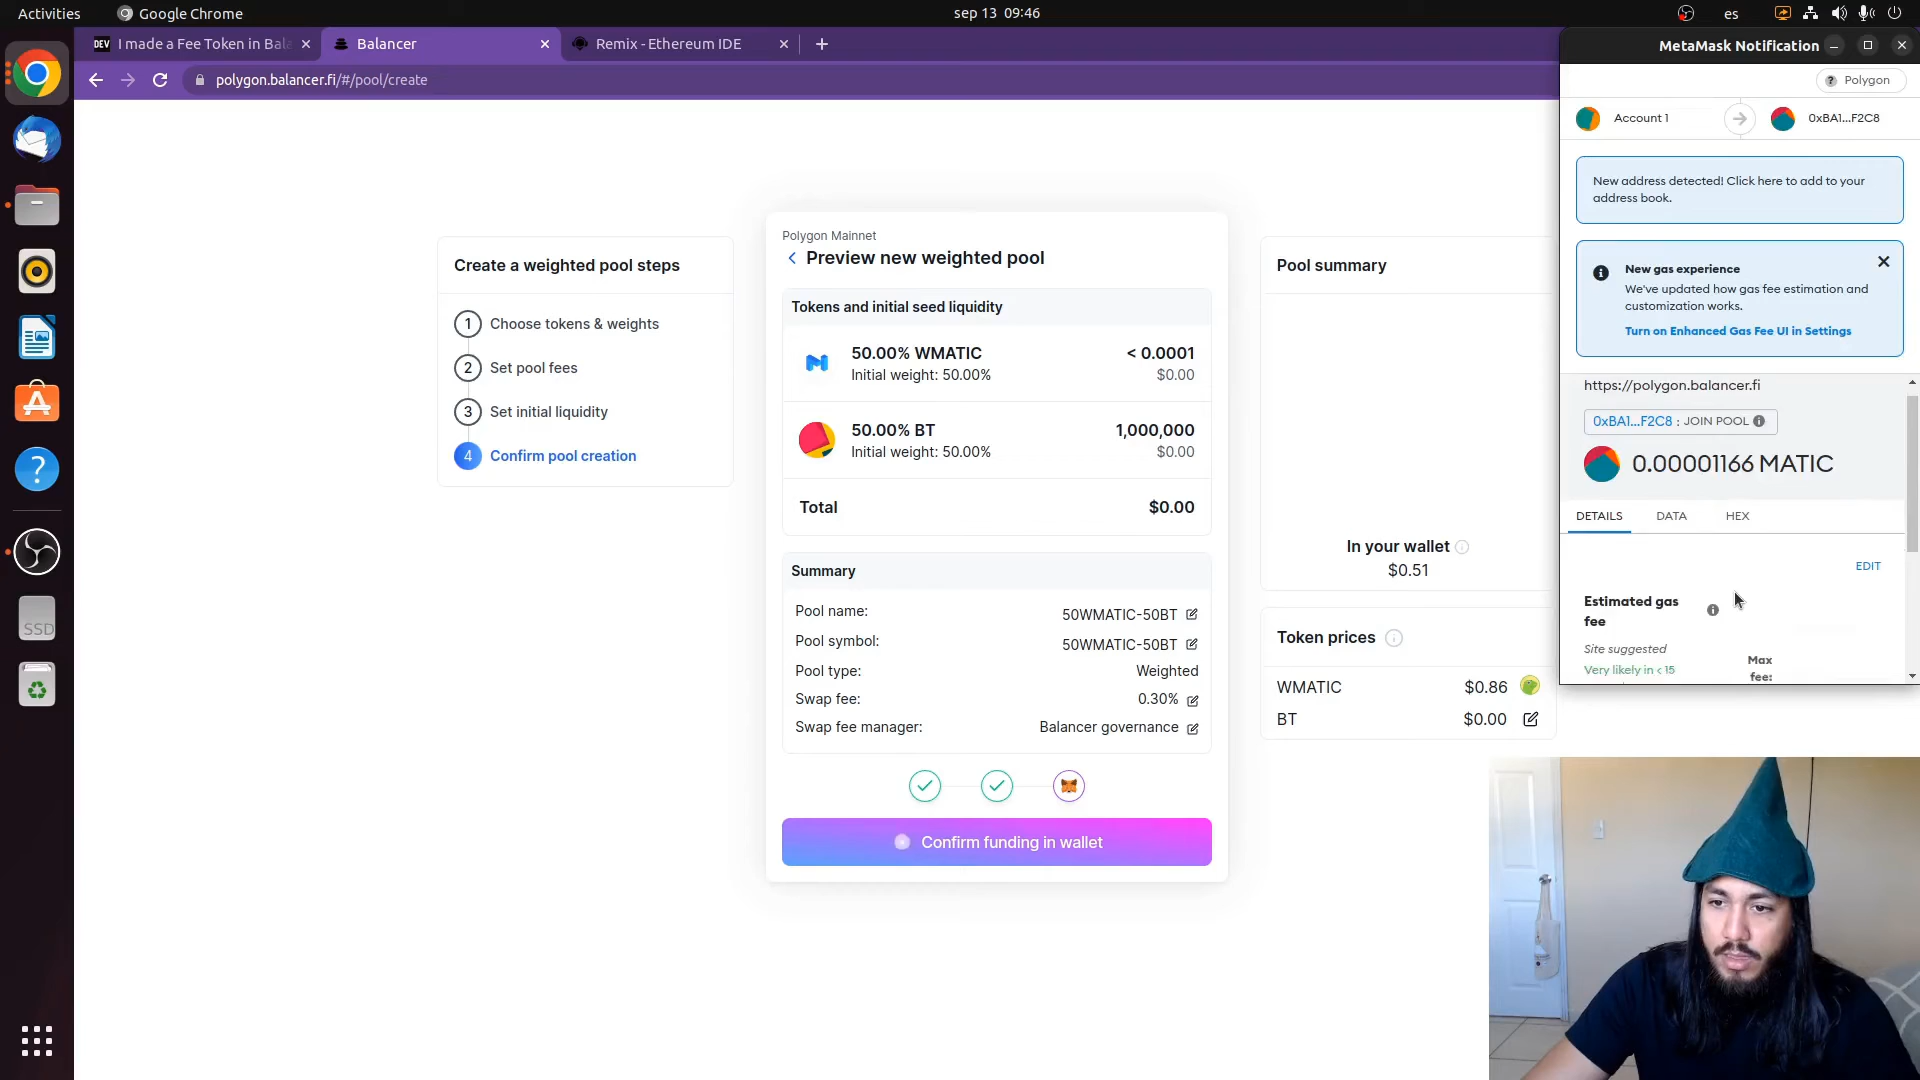 Activities
Google Chrome
sep 13 09:46
es
DEV I made a Fee Token in Bal
Balancer
Remix - Ethereum IDE
polygon.balancer.fi/#/pool/create
Create a weighted pool steps
1 Choose tokens & weights
2 Set pool fees
3 Set initial liquidity
4 Confirm pool creation
Polygon Mainnet
Preview new weighted pool
Tokens and initial seed liquidity
50.00% WMATIC < 0.0001
Initial weight: 50.00% $0.00
50.00% BT 1,000,000
Initial weight: 50.00% $0.00
Total $0.00
Summary
Pool name: 50WMATIC-50BT
Pool symbol: 50WMATIC-50BT
Pool type: Weighted
Swap fee: 0.30%
Swap fee manager: Balancer governance
Confirm funding in wallet
Pool summary
In your wallet
$0.51
Token prices
WMATIC $0.86
BT $0.00
MetaMask Notification
Polygon
Account 1 0xBA1...F2C8
New address detected! Click here to add to your
address book.
New gas experience
We've updated how gas fee estimation and
customization works.
Turn on Enhanced Gas Fee UI in Settings
https://polygon.balancer.fi
0xBA1...F2C8 : JOIN POOL
0.00001166 MATIC
DETAILS DATA HEX
EDIT
Estimated gas
fee
Site suggested
Very likely in < 15
Max
fee:
SSD